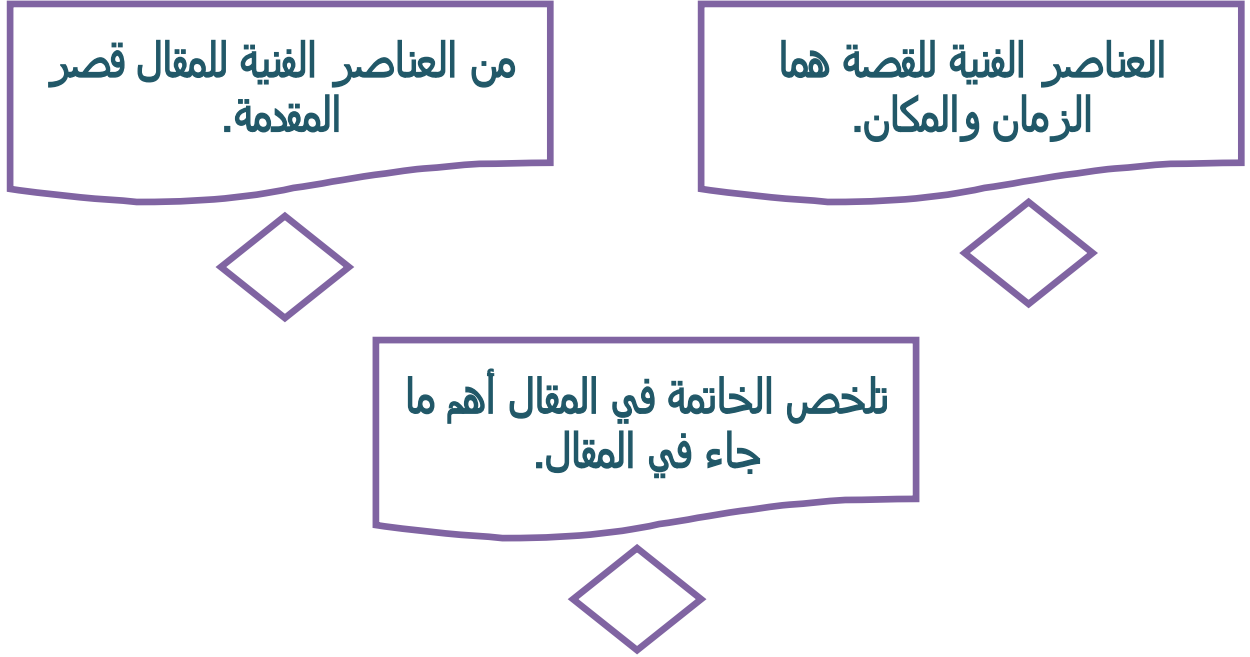 العناصر الفنية للقصة هما
الزمان والمكان.
من العناصر الفنية للمقال قصر
المقدمة.
تلخص الخاتمة في المقال أهم ما
جاء في المقال.